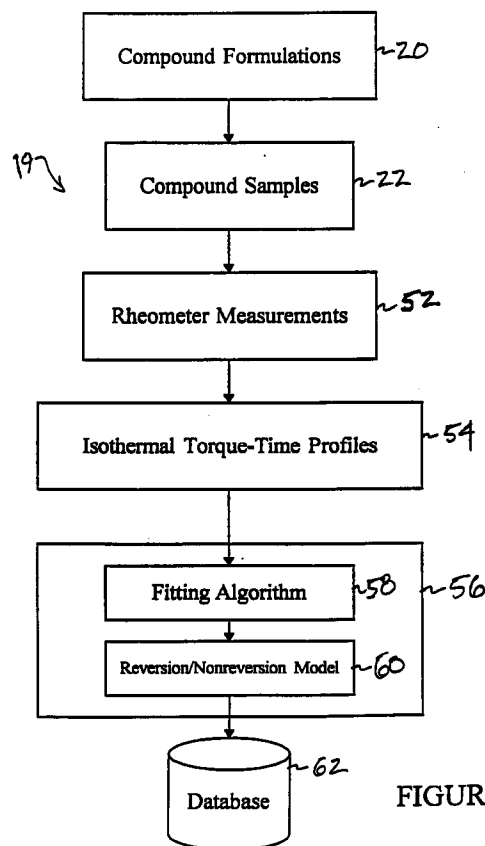 Compound Formulations
20
19
Compound Samples
22
Rheometer Measurements
52
Isothermal Torque-Time Profiles
54
Fitting Algorithm
58
56
Reversion/Nonreversion Model
60
62
Database
FIGUR